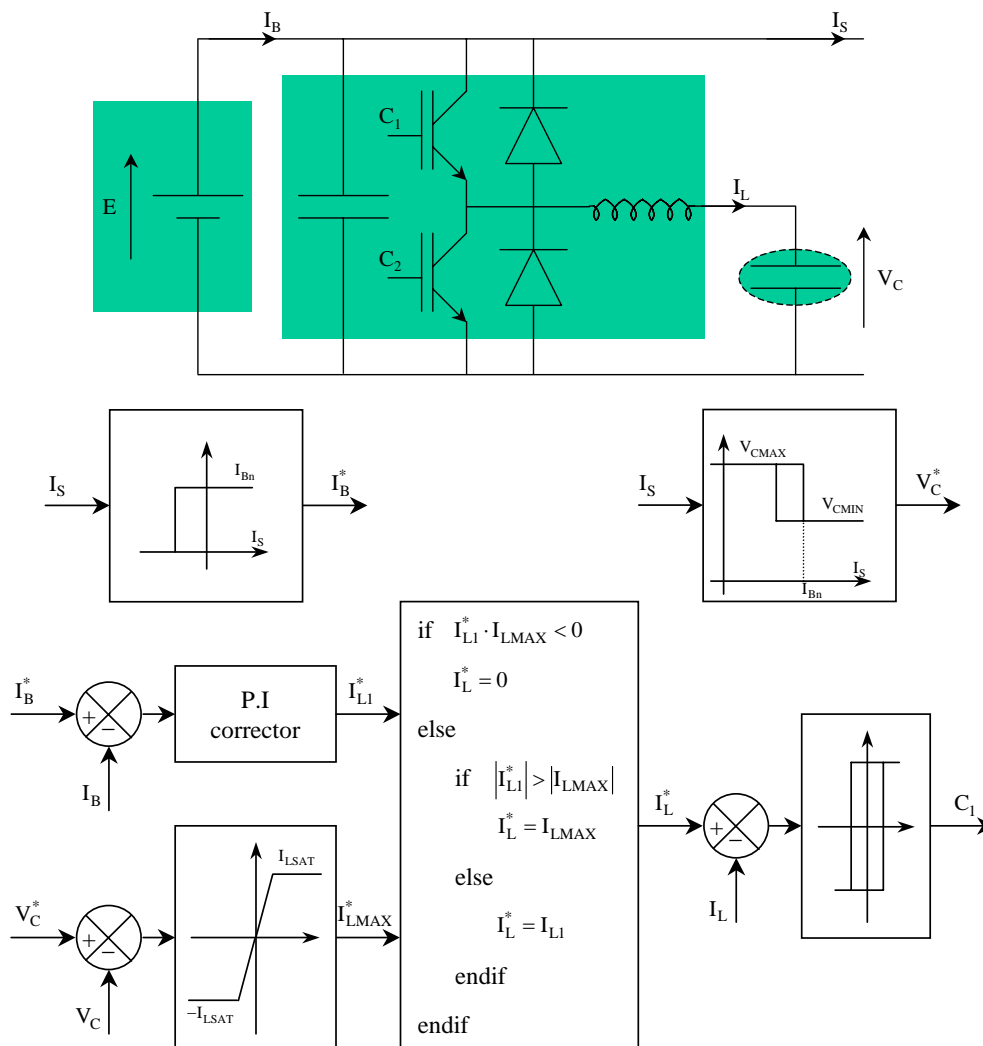 I_B
I_S
C_1
E
I_L
C_2
V_C
I_Bn
I_S
I_B^*
I_S
V_CMAX
I_S
V_CMIN
V_C^*
I_S
I_Bn
if I_L1^* · I_LMAX < 0
I_L^* = 0
else
if |I_L1^*| > |I_LMAX|
I_L^* = I_LMAX
else
I_L^* = I_L1
endif
endif
I_B^*
+
−
P.I
corrector
I_L1^*
I_B
I_L^*
+
−
C_1
I_L
V_C^*
+
−
I_LSAT
−I_LSAT
I_LMAX^*
V_C